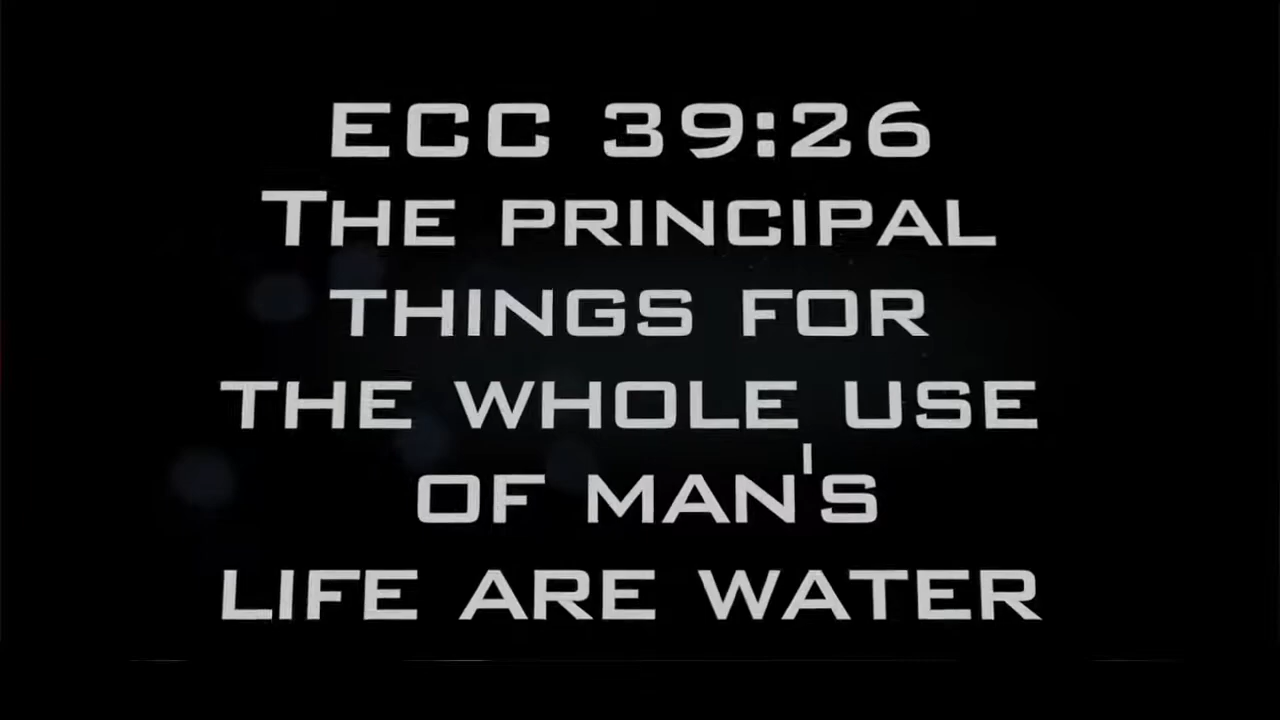 ECC 39:26
The principal
things for
the whole use
of man's
life are water